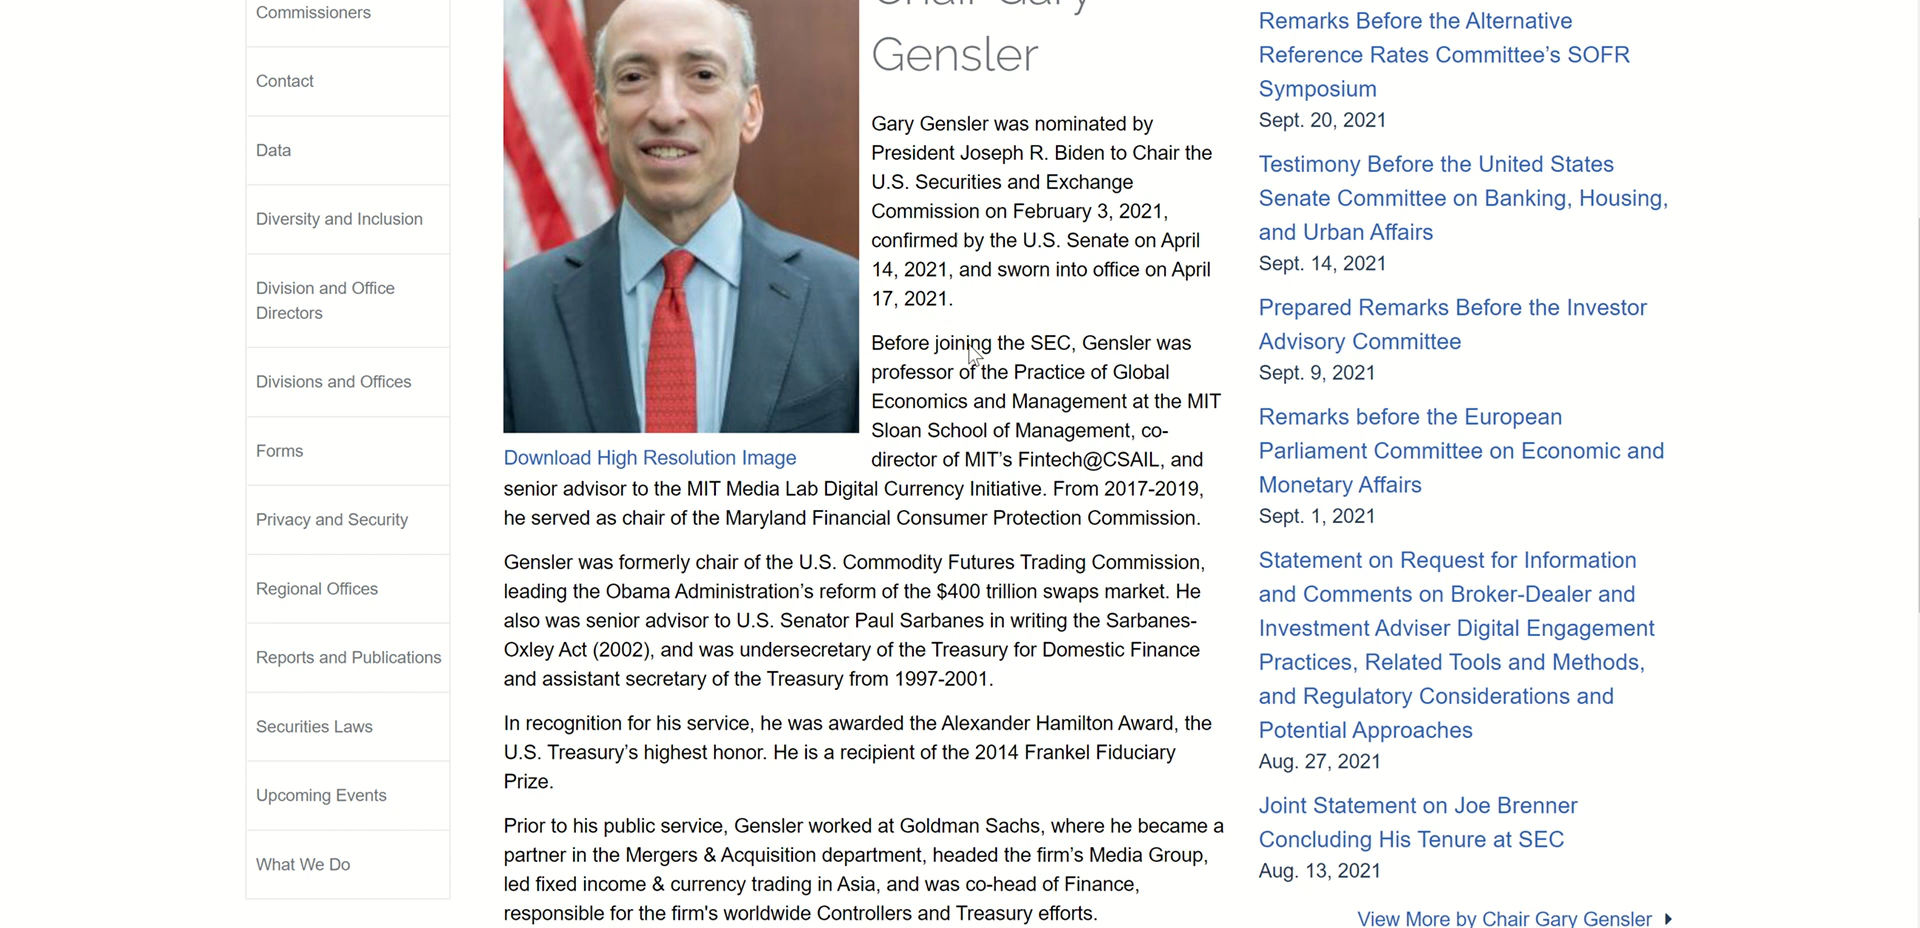 Commissioners
Contact
Data
Diversity and Inclusion
Division and Office
Directors
Divisions and Offices
Forms
Privacy and Security
Regional Offices
Reports and Publications
Securities Laws
Upcoming Events
What We Do
Chair Gary
Gensler
Gary Gensler was nominated by
President Joseph R. Biden to Chair the
U.S. Securities and Exchange
Commission on February 3, 2021,
confirmed by the U.S. Senate on April
14, 2021, and sworn into office on April
17, 2021.
Before joining the SEC, Gensler was
professor of the Practice of Global
Economics and Management at the MIT
Sloan School of Management, co-
director of MIT’s Fintech@CSAIL, and
Download High Resolution Image
senior advisor to the MIT Media Lab Digital Currency Initiative. From 2017-2019,
he served as chair of the Maryland Financial Consumer Protection Commission.
Gensler was formerly chair of the U.S. Commodity Futures Trading Commission,
leading the Obama Administration’s reform of the $400 trillion swaps market. He
also was senior advisor to U.S. Senator Paul Sarbanes in writing the Sarbanes-
Oxley Act (2002), and was undersecretary of the Treasury for Domestic Finance
and assistant secretary of the Treasury from 1997-2001.
In recognition for his service, he was awarded the Alexander Hamilton Award, the
U.S. Treasury’s highest honor. He is a recipient of the 2014 Frankel Fiduciary
Prize.
Prior to his public service, Gensler worked at Goldman Sachs, where he became a
partner in the Mergers & Acquisition department, headed the firm’s Media Group,
led fixed income & currency trading in Asia, and was co-head of Finance,
responsible for the firm's worldwide Controllers and Treasury efforts.
Remarks Before the Alternative
Reference Rates Committee’s SOFR
Symposium
Sept. 20, 2021
Testimony Before the United States
Senate Committee on Banking, Housing,
and Urban Affairs
Sept. 14, 2021
Prepared Remarks Before the Investor
Advisory Committee
Sept. 9, 2021
Remarks before the European
Parliament Committee on Economic and
Monetary Affairs
Sept. 1, 2021
Statement on Request for Information
and Comments on Broker-Dealer and
Investment Adviser Digital Engagement
Practices, Related Tools and Methods,
and Regulatory Considerations and
Potential Approaches
Aug. 27, 2021
Joint Statement on Joe Brenner
Concluding His Tenure at SEC
Aug. 13, 2021
View More by Chair Gary Gensler